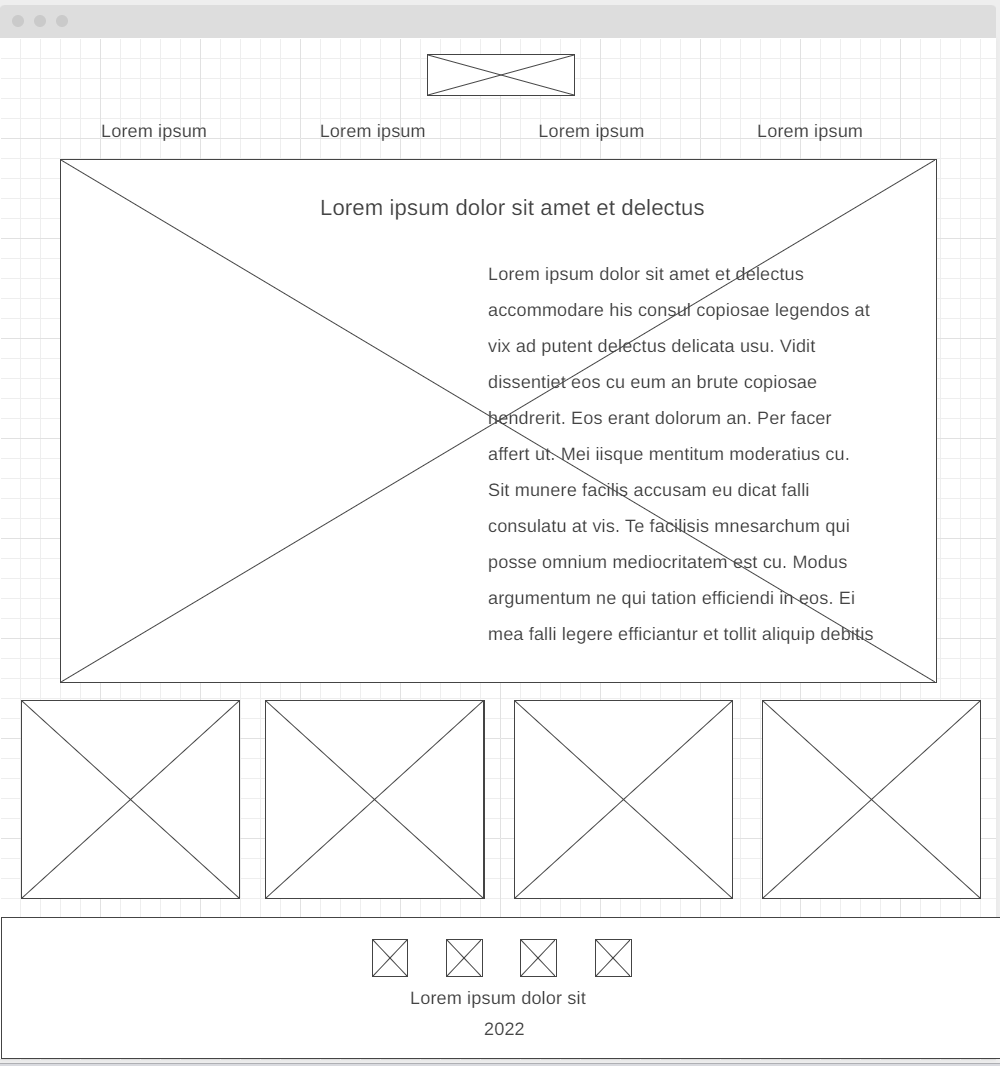 Lorem ipsum Lorem ipsum Lorem ipsum Lorem ipsum
Lorem ipsum dolor sit amet et delectus
Lorem ipsum dolor sit amet et delectus
accommodare his consul copiosae legendos at
vix ad putent delectus delicata usu. Vidit
dissentiet eos cu eum an brute copiosae
hendrerit. Eos erant dolorum an. Per facer
affert ut. Mei iisque mentitum moderatius cu.
Sit munere facilis accusam eu dicat falli
consulatu at vis. Te facilisis mnesarchum qui
posse omnium mediocritatem est cu. Modus
argumentum ne qui tation efficiendi in eos. Ei
mea falli legere efficiantur et tollit aliquip debitis
Lorem ipsum dolor sit
2022